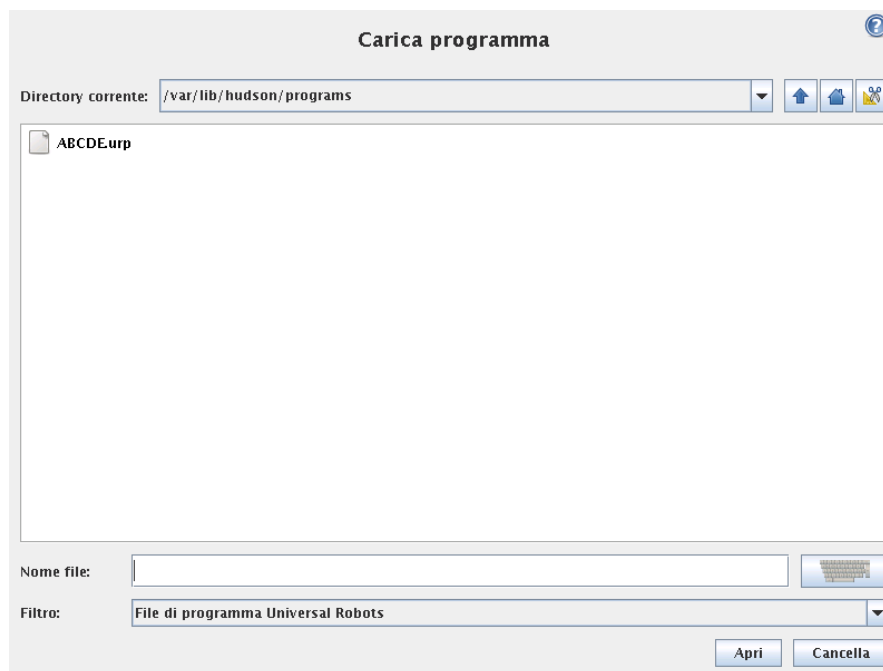 Carica programma
?
Directory corrente: /var/lib/hudson/programs
ABCDE.urp
Nome file:
Filtro: File di programma Universal Robots
Apri Cancella